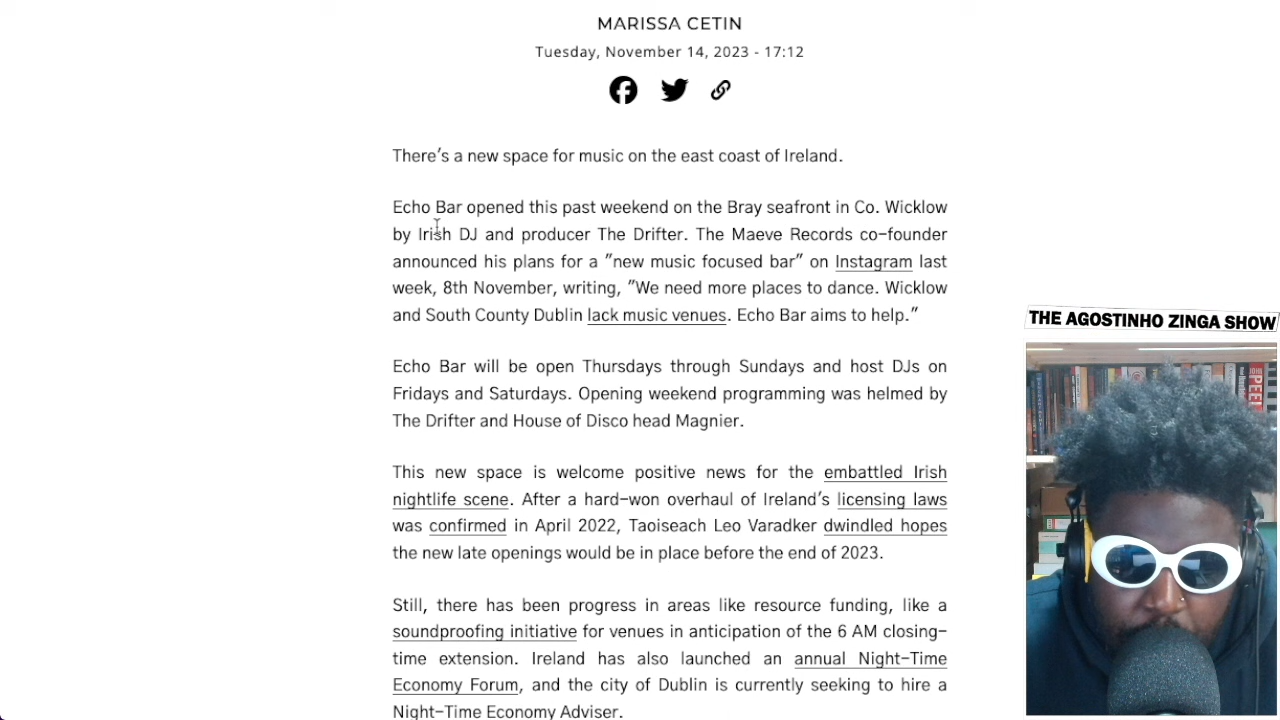 MARISSA CETIN
Tuesday, November 14, 2023 - 17:12
There's a new space for music on the east coast of Ireland.
Echo Bar opened this past weekend on the Bray seafront in Co. Wicklow
by Irish DJ and producer The Drifter. The Maeve Records co-founder
announced his plans for a "new music focused bar" on Instagram last
week, 8th November, writing, "We need more places to dance. Wicklow
and South County Dublin lack music venues. Echo Bar aims to help."
THE AGOSTINHO ZINGA SHOW
Echo Bar will be open Thursdays through Sundays and host DJs on
Fridays and Saturdays. Opening weekend programming was helmed by
The Drifter and House of Disco head Magnier.
This new space is welcome positive news for the embattled Irish
nightlife scene. After a hard-won overhaul of Ireland's licensing laws
was confirmed in April 2022, Taoiseach Leo Varadker dwindled hopes
the new late openings would be in place before the end of 2023.
Still, there has been progress in areas like resource funding, like a
soundproofing initiative for venues in anticipation of the 6 AM closing-
time extension. Ireland has also launched an annual Night-Time
Economy Forum, and the city of Dublin is currently seeking to hire a
Night-Time Economy Adviser.